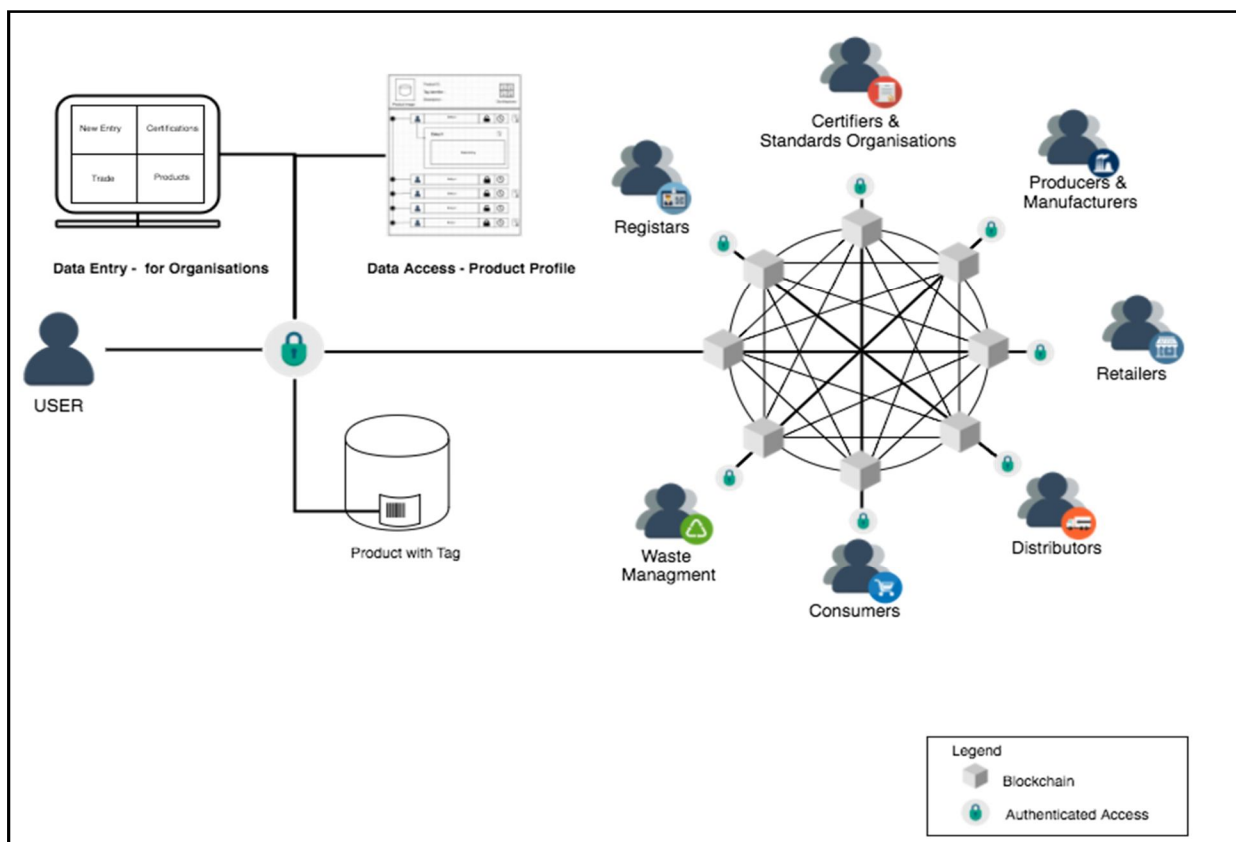 New Entry
Certifications
Trade
Products
Data Entry -  for Organisations
Data Access - Product Profile
USER
Product with Tag
Certifiers &
Standards Organisations
Producers &
Manufacturers
Registars
Retailers
Distributors
Waste
Managment
Consumers
Legend
Blockchain
Authenticated Access